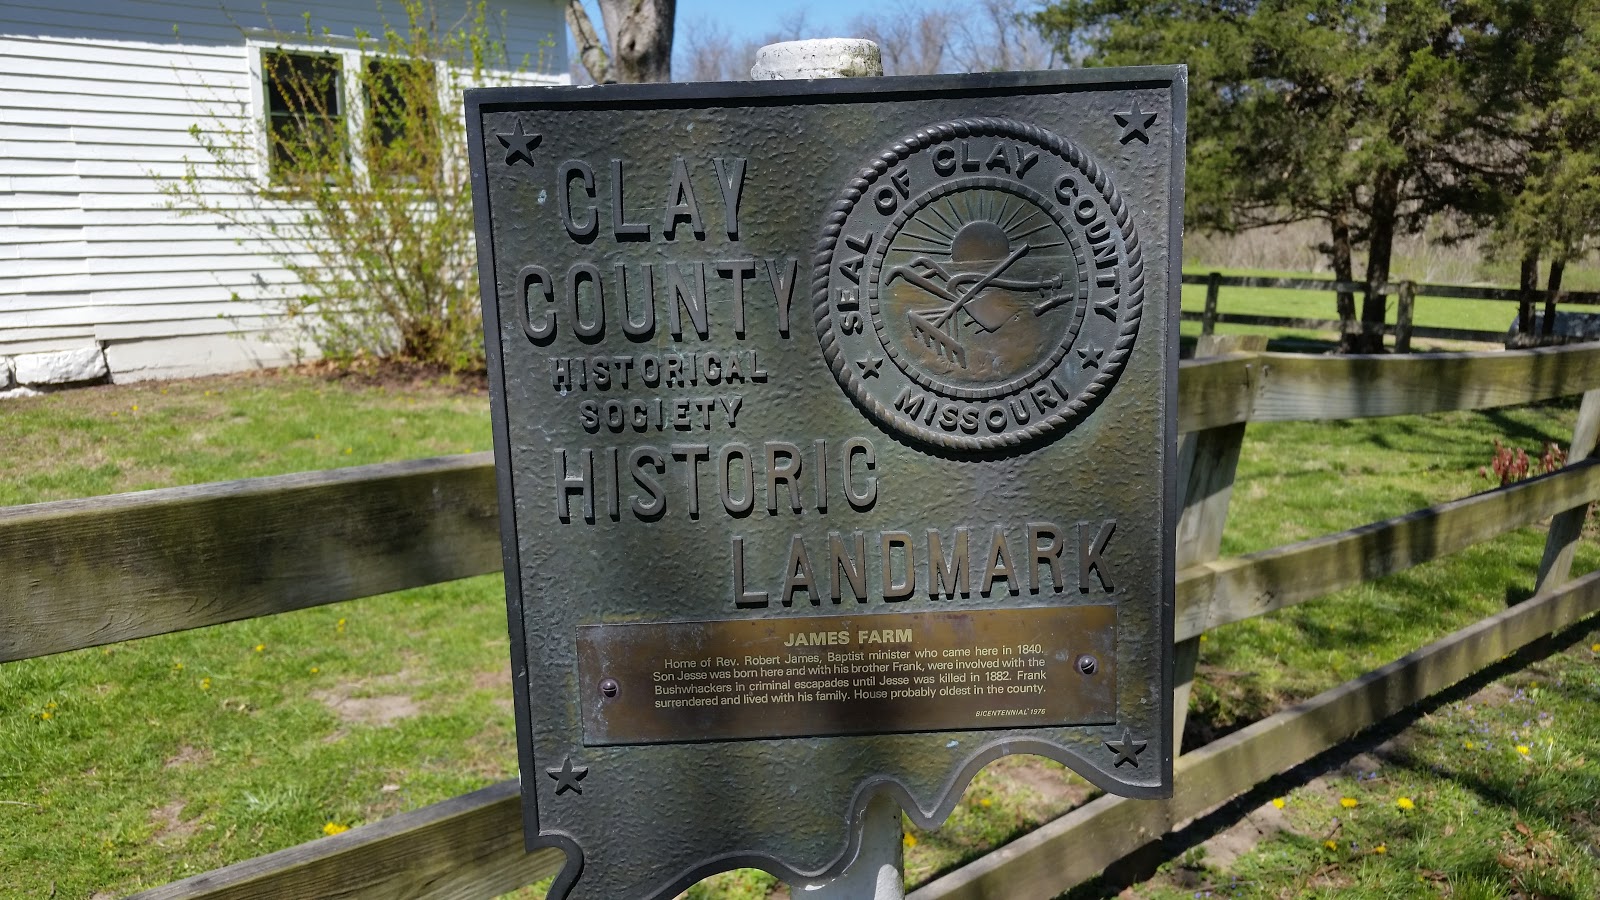 CLAY
COUNTY
HISTORICAL
SOCIETY
HISTORIC
LANDMARK
SEAL OF CLAY COUNTY
MISSOURI
JAMES FARM
Home of Rev. Robert James, Baptist minister who came here in 1840.
Son Jesse was born here and with his brother Frank, were involved with the
Bushwhackers in criminal escapades until Jesse was killed in 1882. Frank
surrendered and lived with his family. House probably oldest in the county.
BICENTENNIAL 1976